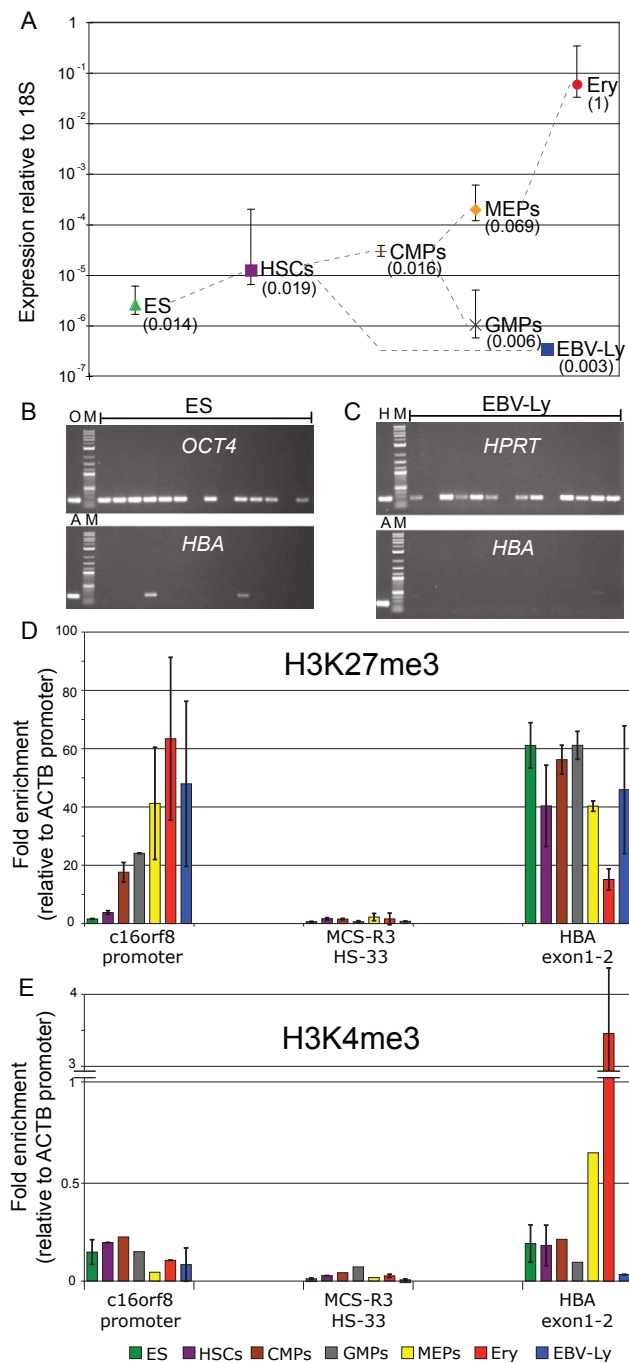 A
Expression relative to 18S
1
10-1
10-2
10-3
10-4
10-5
10-6
10-7
Ery
(1)
MEPs
(0.069)
CMPs
(0.016)
HSCs
(0.019)
ES
(0.014)
GMPs
(0.006)
EBV-Ly
(0.003)
B
ES
O M
OCT4
A M
HBA
C
EBV-Ly
H M
HPRT
A M
HBA
D
H3K27me3
Fold enrichment
(relative to ACTB promoter)
100
80
60
40
20
0
c16orf8
promoter
MCS-R3
HS-33
HBA
exon1-2
E
H3K4me3
Fold enrichment
(relative to ACTB promoter)
4
3
1
0.5
0
c16orf8
promoter
MCS-R3
HS-33
HBA
exon1-2
ES HSCs CMPs GMPs MEPs Ery EBV-Ly